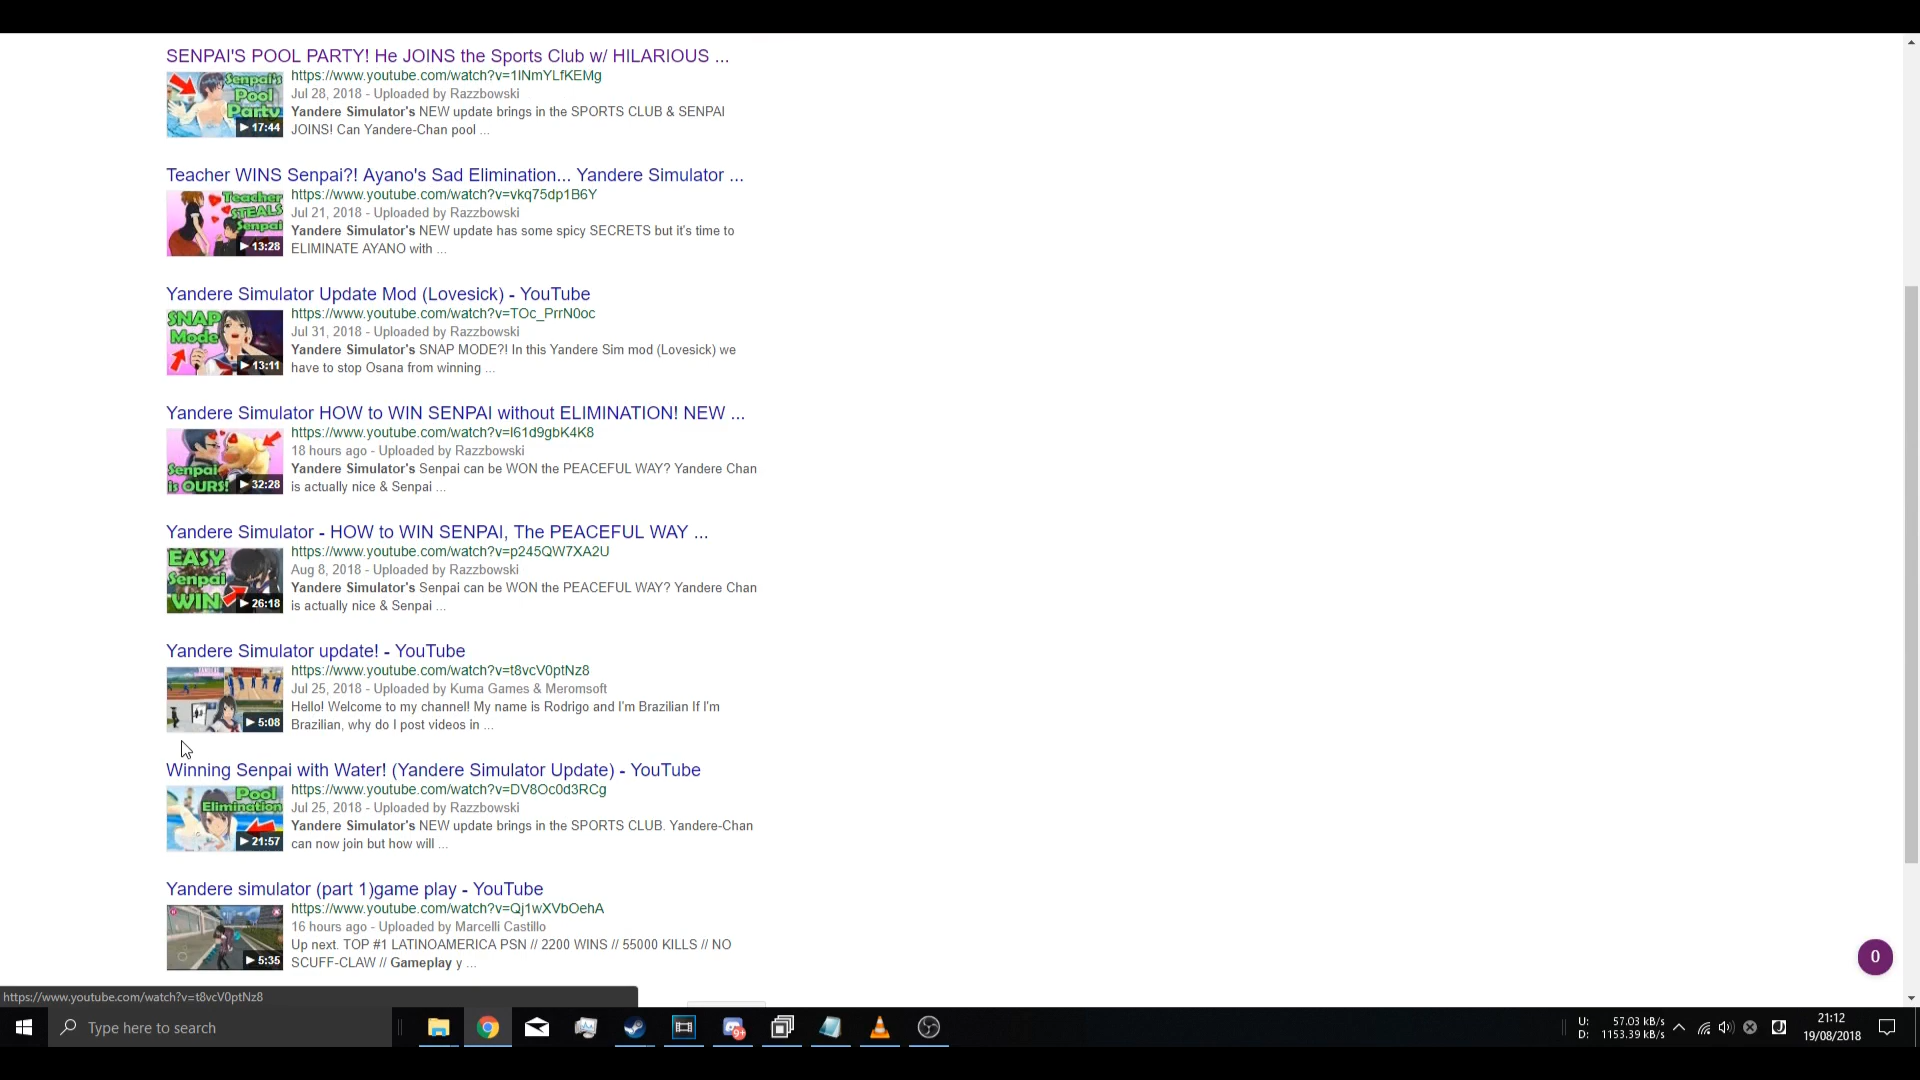 SENPAI'S POOL PARTY! He JOINS the Sports Club w/ HILARIOUS ...
https://www.youtube.com/watch?v=1INmYLfKEMg
Jul 28, 2018 - Uploaded by Razzbowski
Yandere Simulator's NEW update brings in the SPORTS CLUB & SENPAI
JOINS! Can Yandere-Chan pool ...
Senpai's
Pool
Party
17:44
Teacher WINS Senpai?! Ayano's Sad Elimination... Yandere Simulator ...
https://www.youtube.com/watch?v=vkq75dp1B6Y
Jul 21, 2018 - Uploaded by Razzbowski
Yandere Simulator's NEW update has some spicy SECRETS but it's time to
ELIMINATE AYANO with ...
Teacher
STEALS
Senpai
13:28
Yandere Simulator Update Mod (Lovesick) - YouTube
https://www.youtube.com/watch?v=TOc_PrrN0oc
Jul 31, 2018 - Uploaded by Razzbowski
Yandere Simulator's SNAP MODE?! In this Yandere Sim mod (Lovesick) we
have to stop Osana from winning ...
SNAP
Mode
13:11
Yandere Simulator HOW to WIN SENPAI without ELIMINATION! NEW ...
https://www.youtube.com/watch?v=l61d9gbK4K8
18 hours ago - Uploaded by Razzbowski
Yandere Simulator's Senpai can be WON the PEACEFUL WAY? Yandere Chan
is actually nice & Senpai ...
Senpai
is OURS!
32:28
Yandere Simulator - HOW to WIN SENPAI, The PEACEFUL WAY ...
https://www.youtube.com/watch?v=p245QW7XA2U
Aug 8, 2018 - Uploaded by Razzbowski
Yandere Simulator's Senpai can be WON the PEACEFUL WAY? Yandere Chan
is actually nice & Senpai ...
EASY
Senpai
WIN
26:18
Yandere Simulator update! - YouTube
https://www.youtube.com/watch?v=t8vcV0ptNz8
Jul 25, 2018 - Uploaded by Kuma Games & Meromsoft
Hello! Welcome to my channel! My name is Rodrigo and I'm Brazilian If I'm
Brazilian, why do I post videos in ...
5:08
Winning Senpai with Water! (Yandere Simulator Update) - YouTube
https://www.youtube.com/watch?v=DV8Oc0d3RCg
Jul 25, 2018 - Uploaded by Razzbowski
Yandere Simulator's NEW update brings in the SPORTS CLUB. Yandere-Chan
can now join but how will ...
Pool
Elimination
21:57
Yandere simulator (part 1)game play - YouTube
https://www.youtube.com/watch?v=Qj1wXVbOehA
16 hours ago - Uploaded by Marcelli Castillo
Up next. TOP #1 LATINOAMERICA PSN // 2200 WINS // 55000 KILLS // NO
SCUFF-CLAW // Gameplay y ...
5:35
0
https://www.youtube.com/watch?v=t8vcV0ptNz8
Type here to search
9+
U: 57.03 kB/s
D: 1153.39 kB/s
21:12
19/08/2018